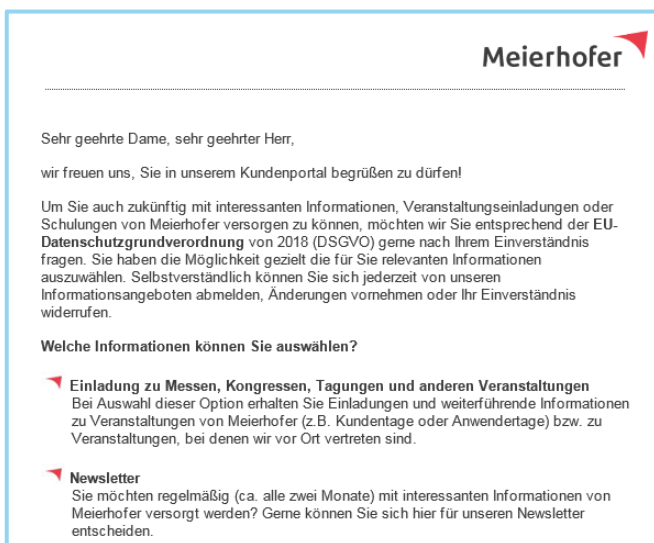 Meierhofer
Sehr geehrte Dame, sehr geehrter Herr,
wir freuen uns, Sie in unserem Kundenportal begrüßen zu dürfen!
Um Sie auch zukünftig mit interessanten Informationen, Veranstaltungseinladungen oder
Schulungen von Meierhofer versorgen zu können, möchten wir Sie entsprechend der EU-
Datenschutzgrundverordnung von 2018 (DSGVO) gerne nach Ihrem Einverständnis
fragen. Sie haben die Möglichkeit gezielt die für Sie relevanten Informationen
auszuwählen. Selbstverständlich können Sie sich jederzeit von unseren
Informationsangeboten abmelden, Änderungen vornehmen oder Ihr Einverständnis
widerrufen.
Welche Informationen können Sie auswählen?
Einladung zu Messen, Kongressen, Tagungen und anderen Veranstaltungen
Bei Auswahl dieser Option erhalten Sie Einladungen und weiterführende Informationen
zu Veranstaltungen von Meierhofer (z.B. Kundentage oder Anwendertage) bzw. zu
Veranstaltungen, bei denen wir vor Ort vertreten sind.
Newsletter
Sie möchten regelmäßig (ca. alle zwei Monate) mit interessanten Informationen von
Meierhofer versorgt werden? Gerne können Sie sich hier für unseren Newsletter
entscheiden.